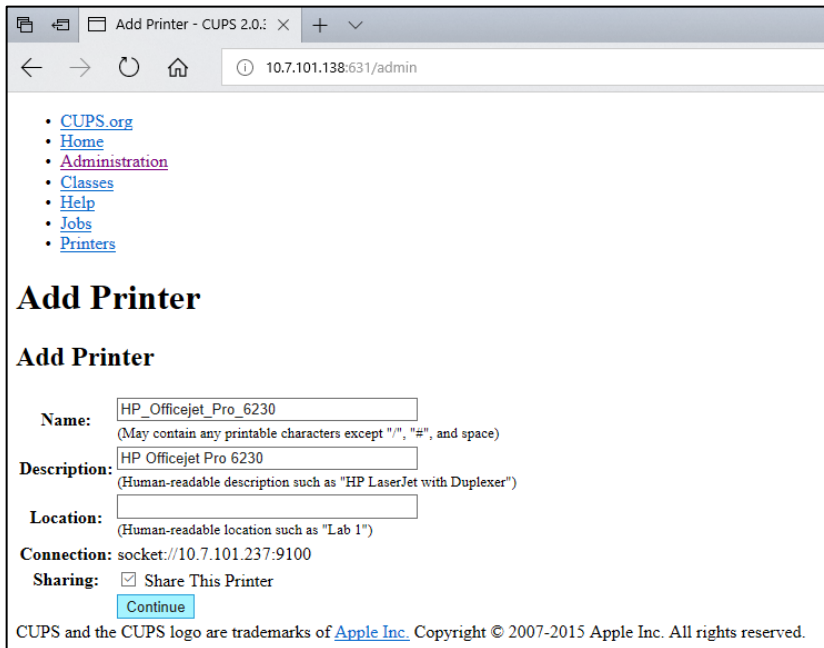 Add Printer - CUPS 2.0.
10.7.101.138:631/admin
CUPS.org
Home
Administration
Classes
Help
Jobs
Printers
Add Printer
Add Printer
Name: HP_Officejet_Pro_6230
(May contain any printable characters except "/", "#", and space)
Description: HP Officejet Pro 6230
(Human-readable description such as "HP LaserJet with Duplexer")
Location:
(Human-readable location such as "Lab 1")
Connection: socket://10.7.101.237:9100
Sharing: Share This Printer
Continue
CUPS and the CUPS logo are trademarks of Apple Inc. Copyright © 2007-2015 Apple Inc. All rights reserved.